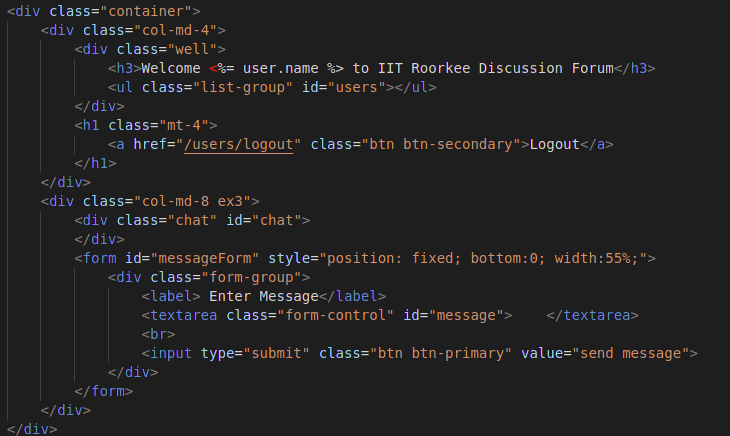 <div class="container">
    <div class="col-md-4">
        <div class="well">
            <h3>Welcome <%= user.name %> to IIT Roorkee Discussion Forum</h3>
            <ul class="list-group" id="users"></ul>
        </div>
        <h1 class="mt-4">
            <a href="/users/logout" class="btn btn-secondary">Logout</a>
        </h1>
    </div>
    <div class="col-md-8 ex3">
        <div class="chat" id="chat">
        </div>
        <form id="messageForm" style="position: fixed; bottom:0; width:55%;">
            <div class="form-group">
                <label> Enter Message</label>
                <textarea class="form-control" id="message">    </textarea>
                <br>
                <input type="submit" class="btn btn-primary" value="send message">
            </div>
        </form>
    </div>
</div>